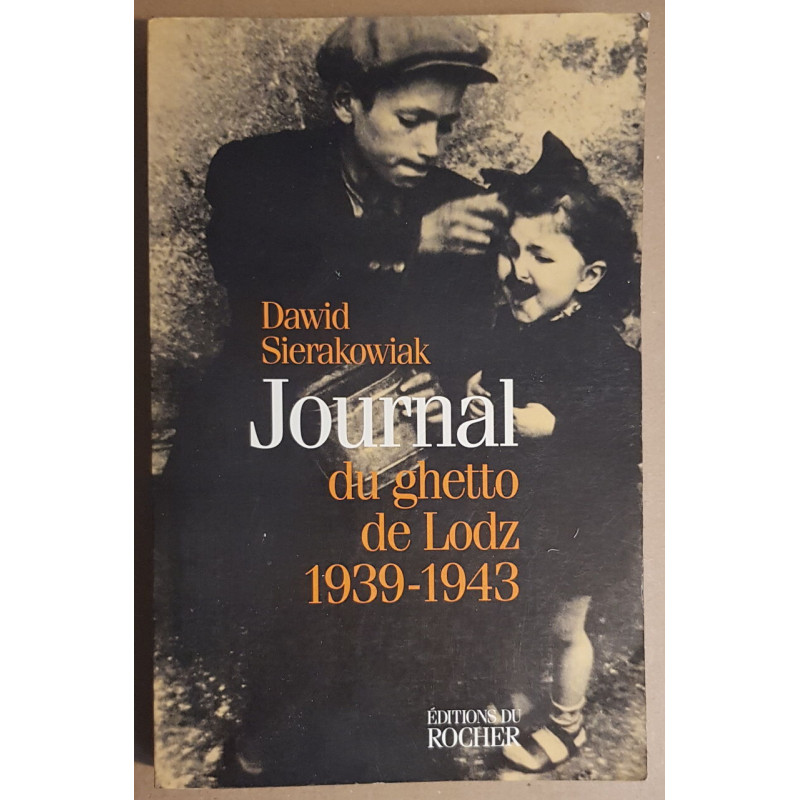 Dawid
Sierakowiak
Journal
du ghetto
de Lodz
1939-1943
ÉDITIONS DU
ROCHER